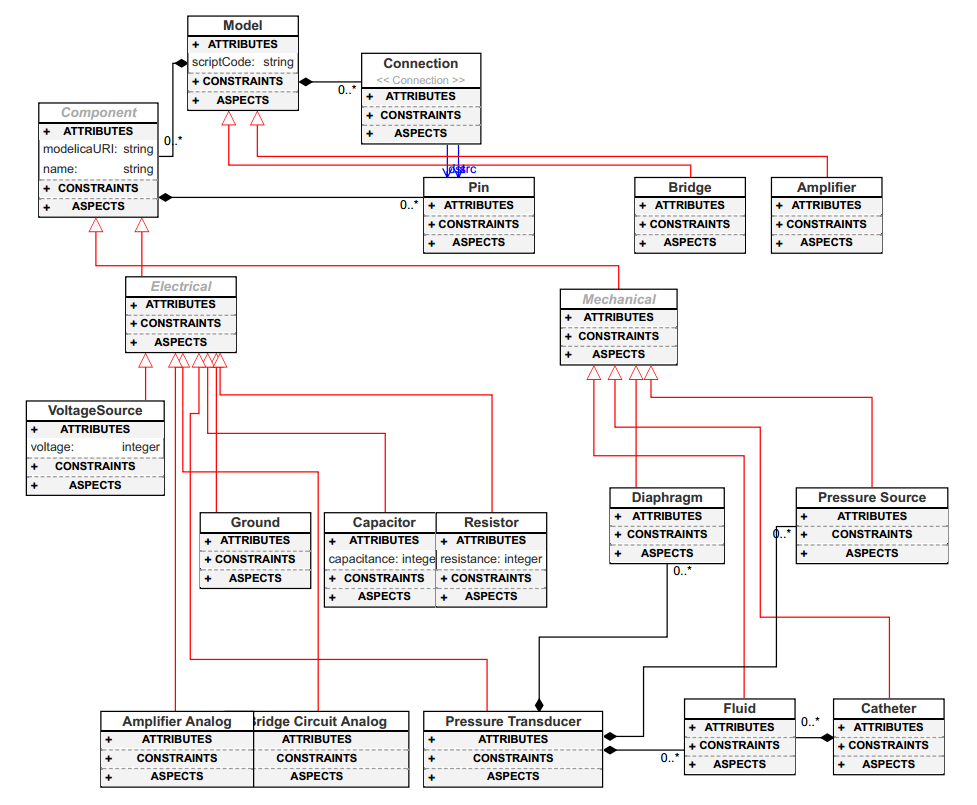 Model
+ ATTRIBUTES
scriptCode: string
+ CONSTRAINTS
+ ASPECTS
0..*
0..*
Connection
<< Connection >>
+ ATTRIBUTES
+ CONSTRAINTS
+ ASPECTS
Component
+ ATTRIBUTES
modelicaURI: string
name: string
+ CONSTRAINTS
+ ASPECTS
0..*
src
Pin
+ ATTRIBUTES
+ CONSTRAINTS
+ ASPECTS
Bridge
+ ATTRIBUTES
+ CONSTRAINTS
+ ASPECTS
Amplifier
+ ATTRIBUTES
+ CONSTRAINTS
+ ASPECTS
Electrical
+ ATTRIBUTES
+ CONSTRAINTS
+ ASPECTS
Mechanical
+ ATTRIBUTES
+ CONSTRAINTS
+ ASPECTS
VoltageSource
+ ATTRIBUTES
voltage: integer
+ CONSTRAINTS
+ ASPECTS
Ground
+ ATTRIBUTES
+ CONSTRAINTS
+ ASPECTS
Capacitor
+ ATTRIBUTES
capacitance: intege
+ CONSTRAINTS
+ ASPECTS
Resistor
+ ATTRIBUTES
resistance: integer
+ CONSTRAINTS
+ ASPECTS
Diaphragm
+ ATTRIBUTES
+ CONSTRAINTS
+ ASPECTS
0..*
Pressure Source
+ ATTRIBUTES
+ CONSTRAINTS
+ ASPECTS
0..*
Amplifier Analog
+ ATTRIBUTES
+ CONSTRAINTS
+ ASPECTS
ridge Circuit Analog
ATTRIBUTES
CONSTRAINTS
ASPECTS
Pressure Transducer
+ ATTRIBUTES
+ CONSTRAINTS
+ ASPECTS
0..*
Fluid
+ ATTRIBUTES
+ CONSTRAINTS
+ ASPECTS
0..*
Catheter
+ ATTRIBUTES
+ CONSTRAINTS
+ ASPECTS